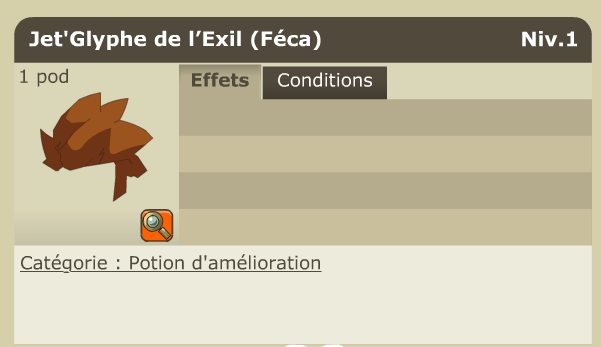 Jet'Glyphe de l’Exil (Féca) Niv.1
1 pod
Effets Conditions
Catégorie : Potion d'amélioration